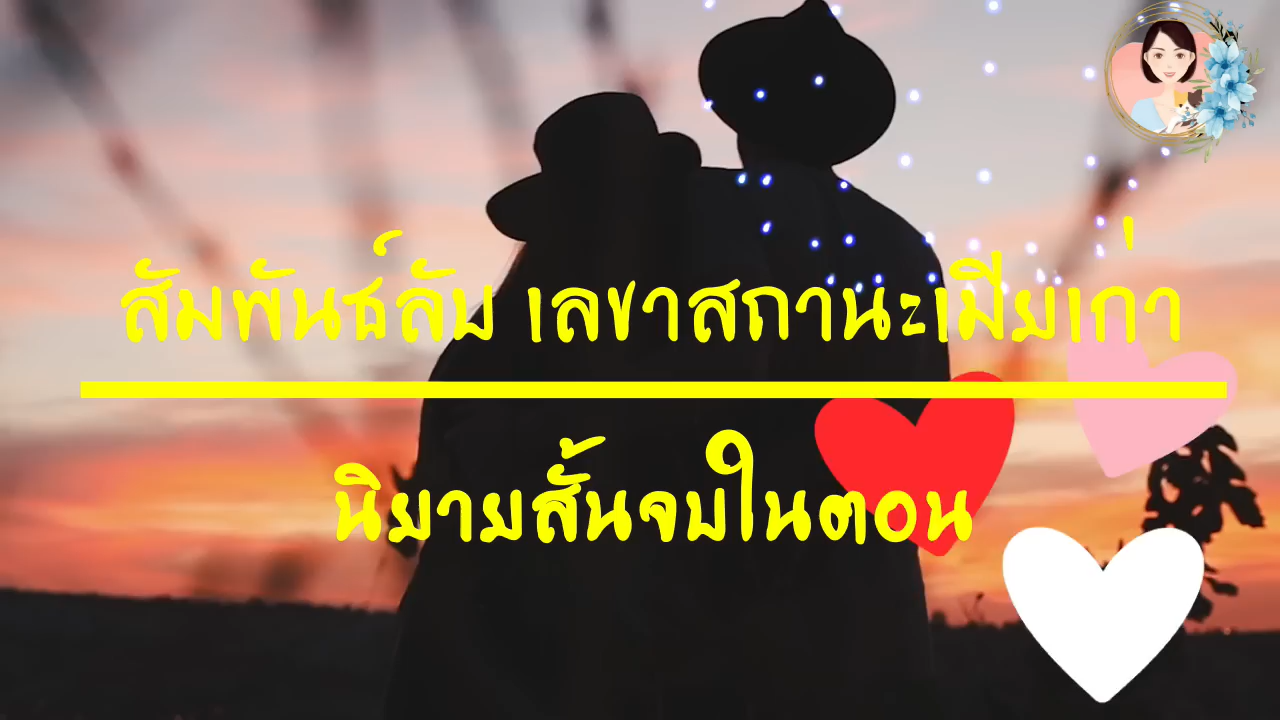 สัมพันธ์ลับ เลขาสถานะเมียเก่า
นิยายสั้นจบในตอน